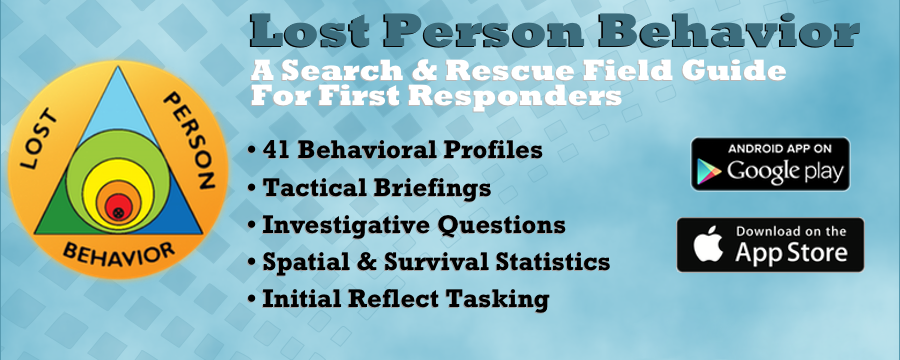 Lost Person Behavior
A Search & Rescue Field Guide
For First Responders
LOST
PERSON
BEHAVIOR
• 41 Behavioral Profiles
• Tactical Briefings
• Investigative Questions
• Spatial & Survival Statistics
• Initial Reflect Tasking
ANDROID APP ON
Google play
Download on the
App Store